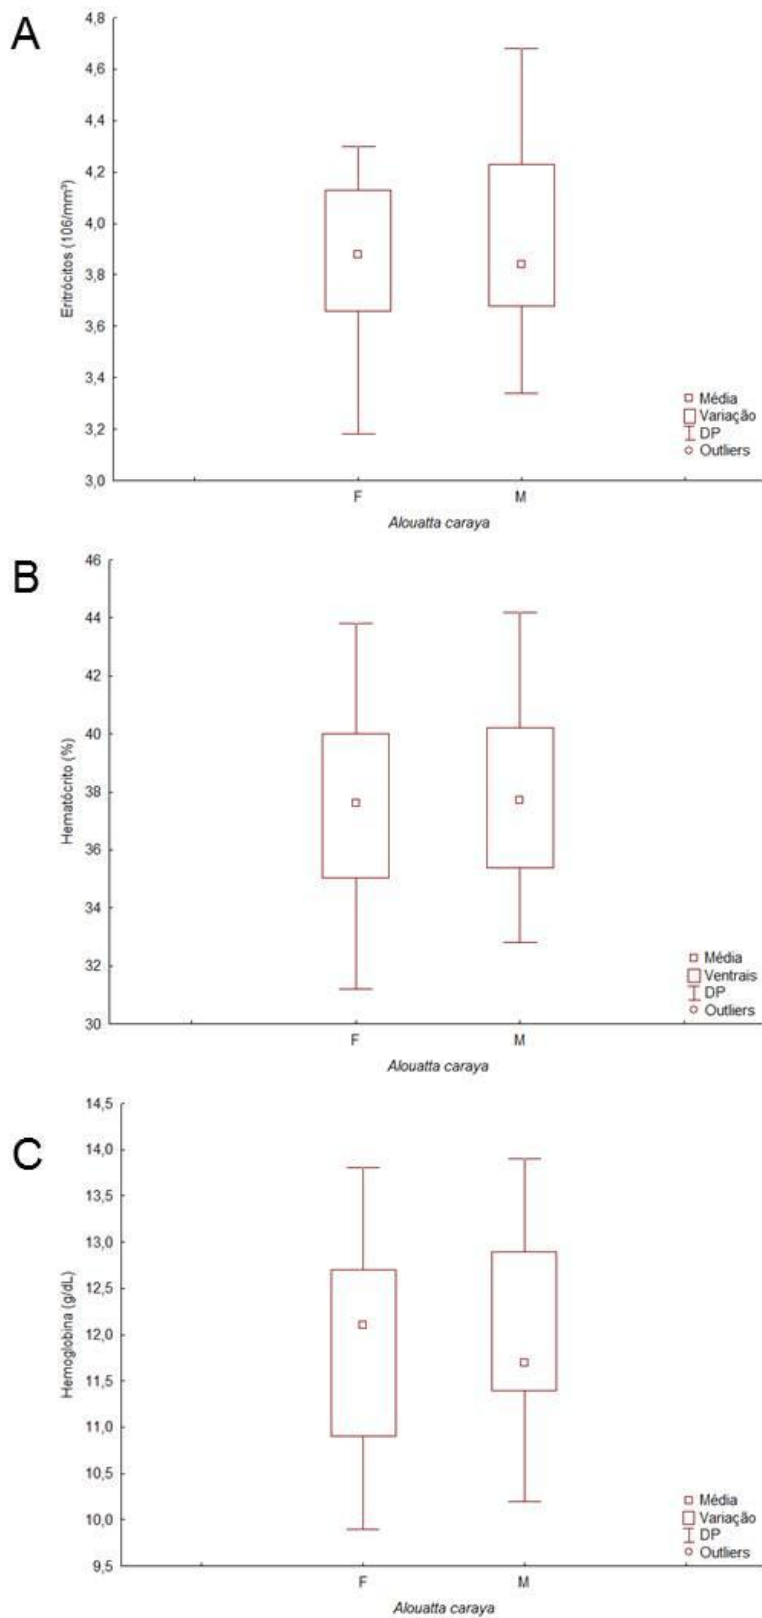 A
Eritrócitos (106/mm³)
4,8
4,6
4,4
4,2
4,0
3,8
3,6
3,4
3,2
3,0
F
M
Alouatta caraya
Média
Variação
DP
Outliers
B
Hematócrito (%)
46
44
42
40
38
36
34
32
30
F
M
Alouatta caraya
Média
Ventrais
DP
Outliers
C
Hemoglobina (g/dL)
14,5
14,0
13,5
13,0
12,5
12,0
11,5
11,0
10,5
10,0
9,5
F
M
Alouatta caraya
Média
Variação
DP
Outliers